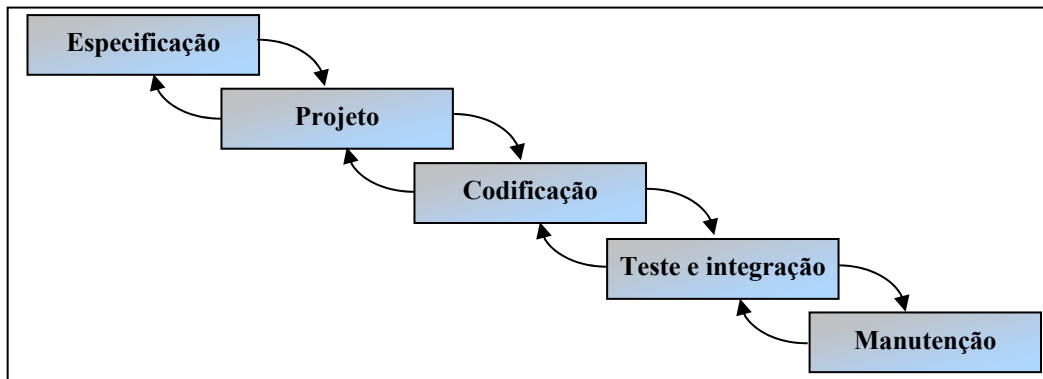 Especificação
Projeto
Codificação
Teste e integração
Manutenção